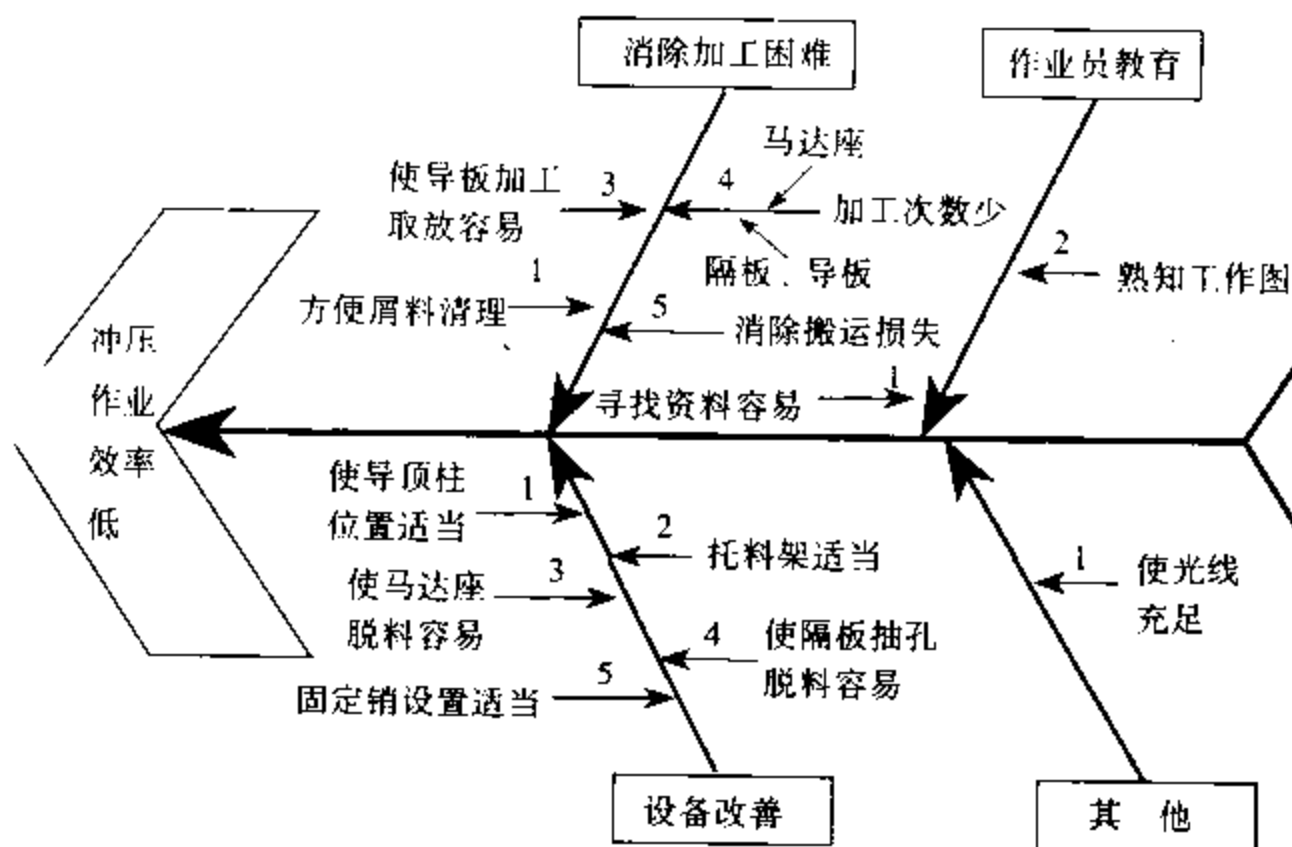 消除加工困难
作业员教育
马达座
使导板加工
取放容易
3
4
加工次数少
隔板、导板
2
熟知工作图
1
方便屑料清理
5
消除搬运损失
1
寻找资料容易
冲压
作业
效率
低
使导顶柱
位置适当
1
2
托料架适当
使马达座
脱料容易
3
1
使光线
充足
4
使隔板抽孔
脱料容易
5
固定销设置适当
设备改善
其 他